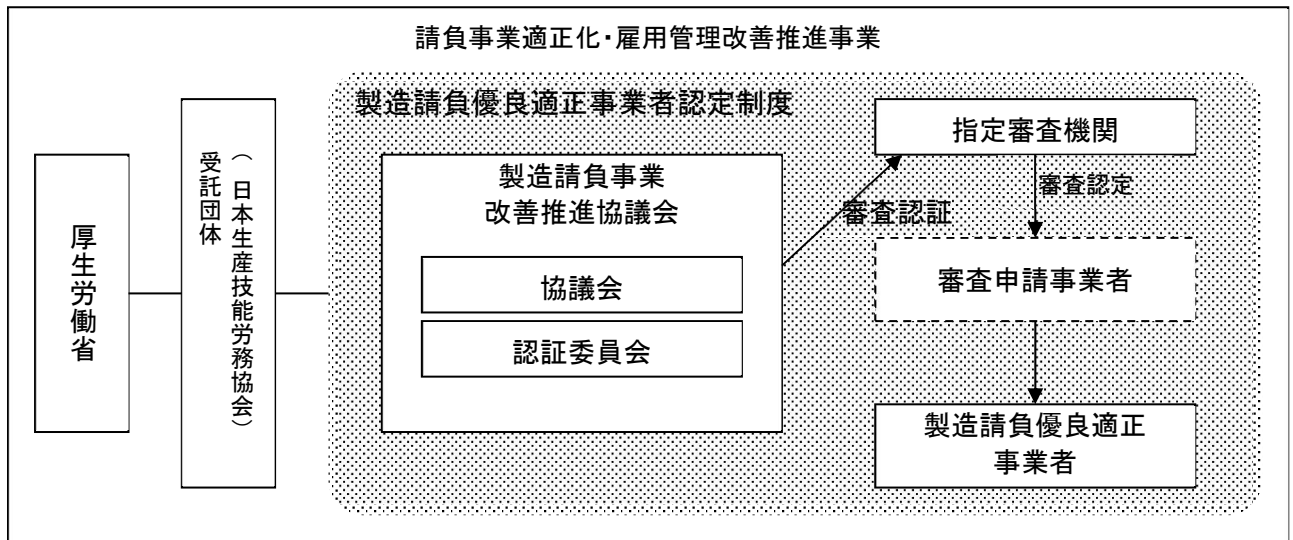 請負事業適正化・雇用管理改善推進事業
製造請負優良適正事業者認定制度
厚生労働省
受託団体
（日本生産技能労務協会）
製造請負事業
改善推進協議会
協議会
認証委員会
審査認証
指定審査機関
審査認定
審査申請事業者
製造請負優良適正
事業者